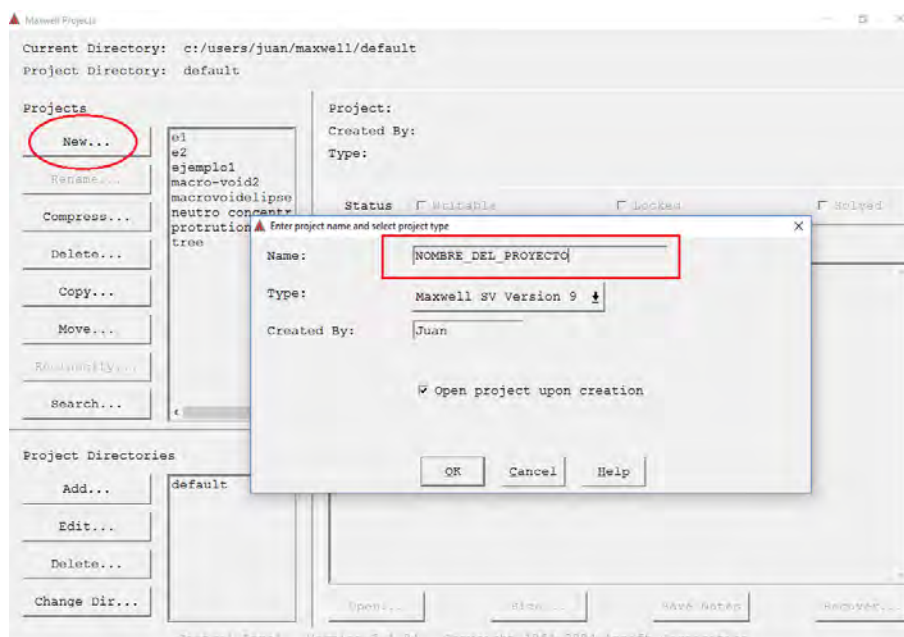 Maxwell Projects
Current Directory: c:/users/juan/maxwell/default
Project Directory: default
Projects
New...
Rename...
Compress...
Delete...
Copy...
Move...
Search...
e1
e2
ejemplo1
macro-void2
macrovoidelipse
neutro concentr
protrution
tree
Project:
Created By:
Type:
Status Writable Locked Solved
Enter project name and select project type
Name: NOMBRE_DEL_PROYECTO
Type: Maxwell SV Version 9
Created By: Juan
Open project upon creation
OK Cancel Help
Project Directories
Add...
Edit...
Delete...
Change Dir...
default
Open... Size... Save Notes Recover...